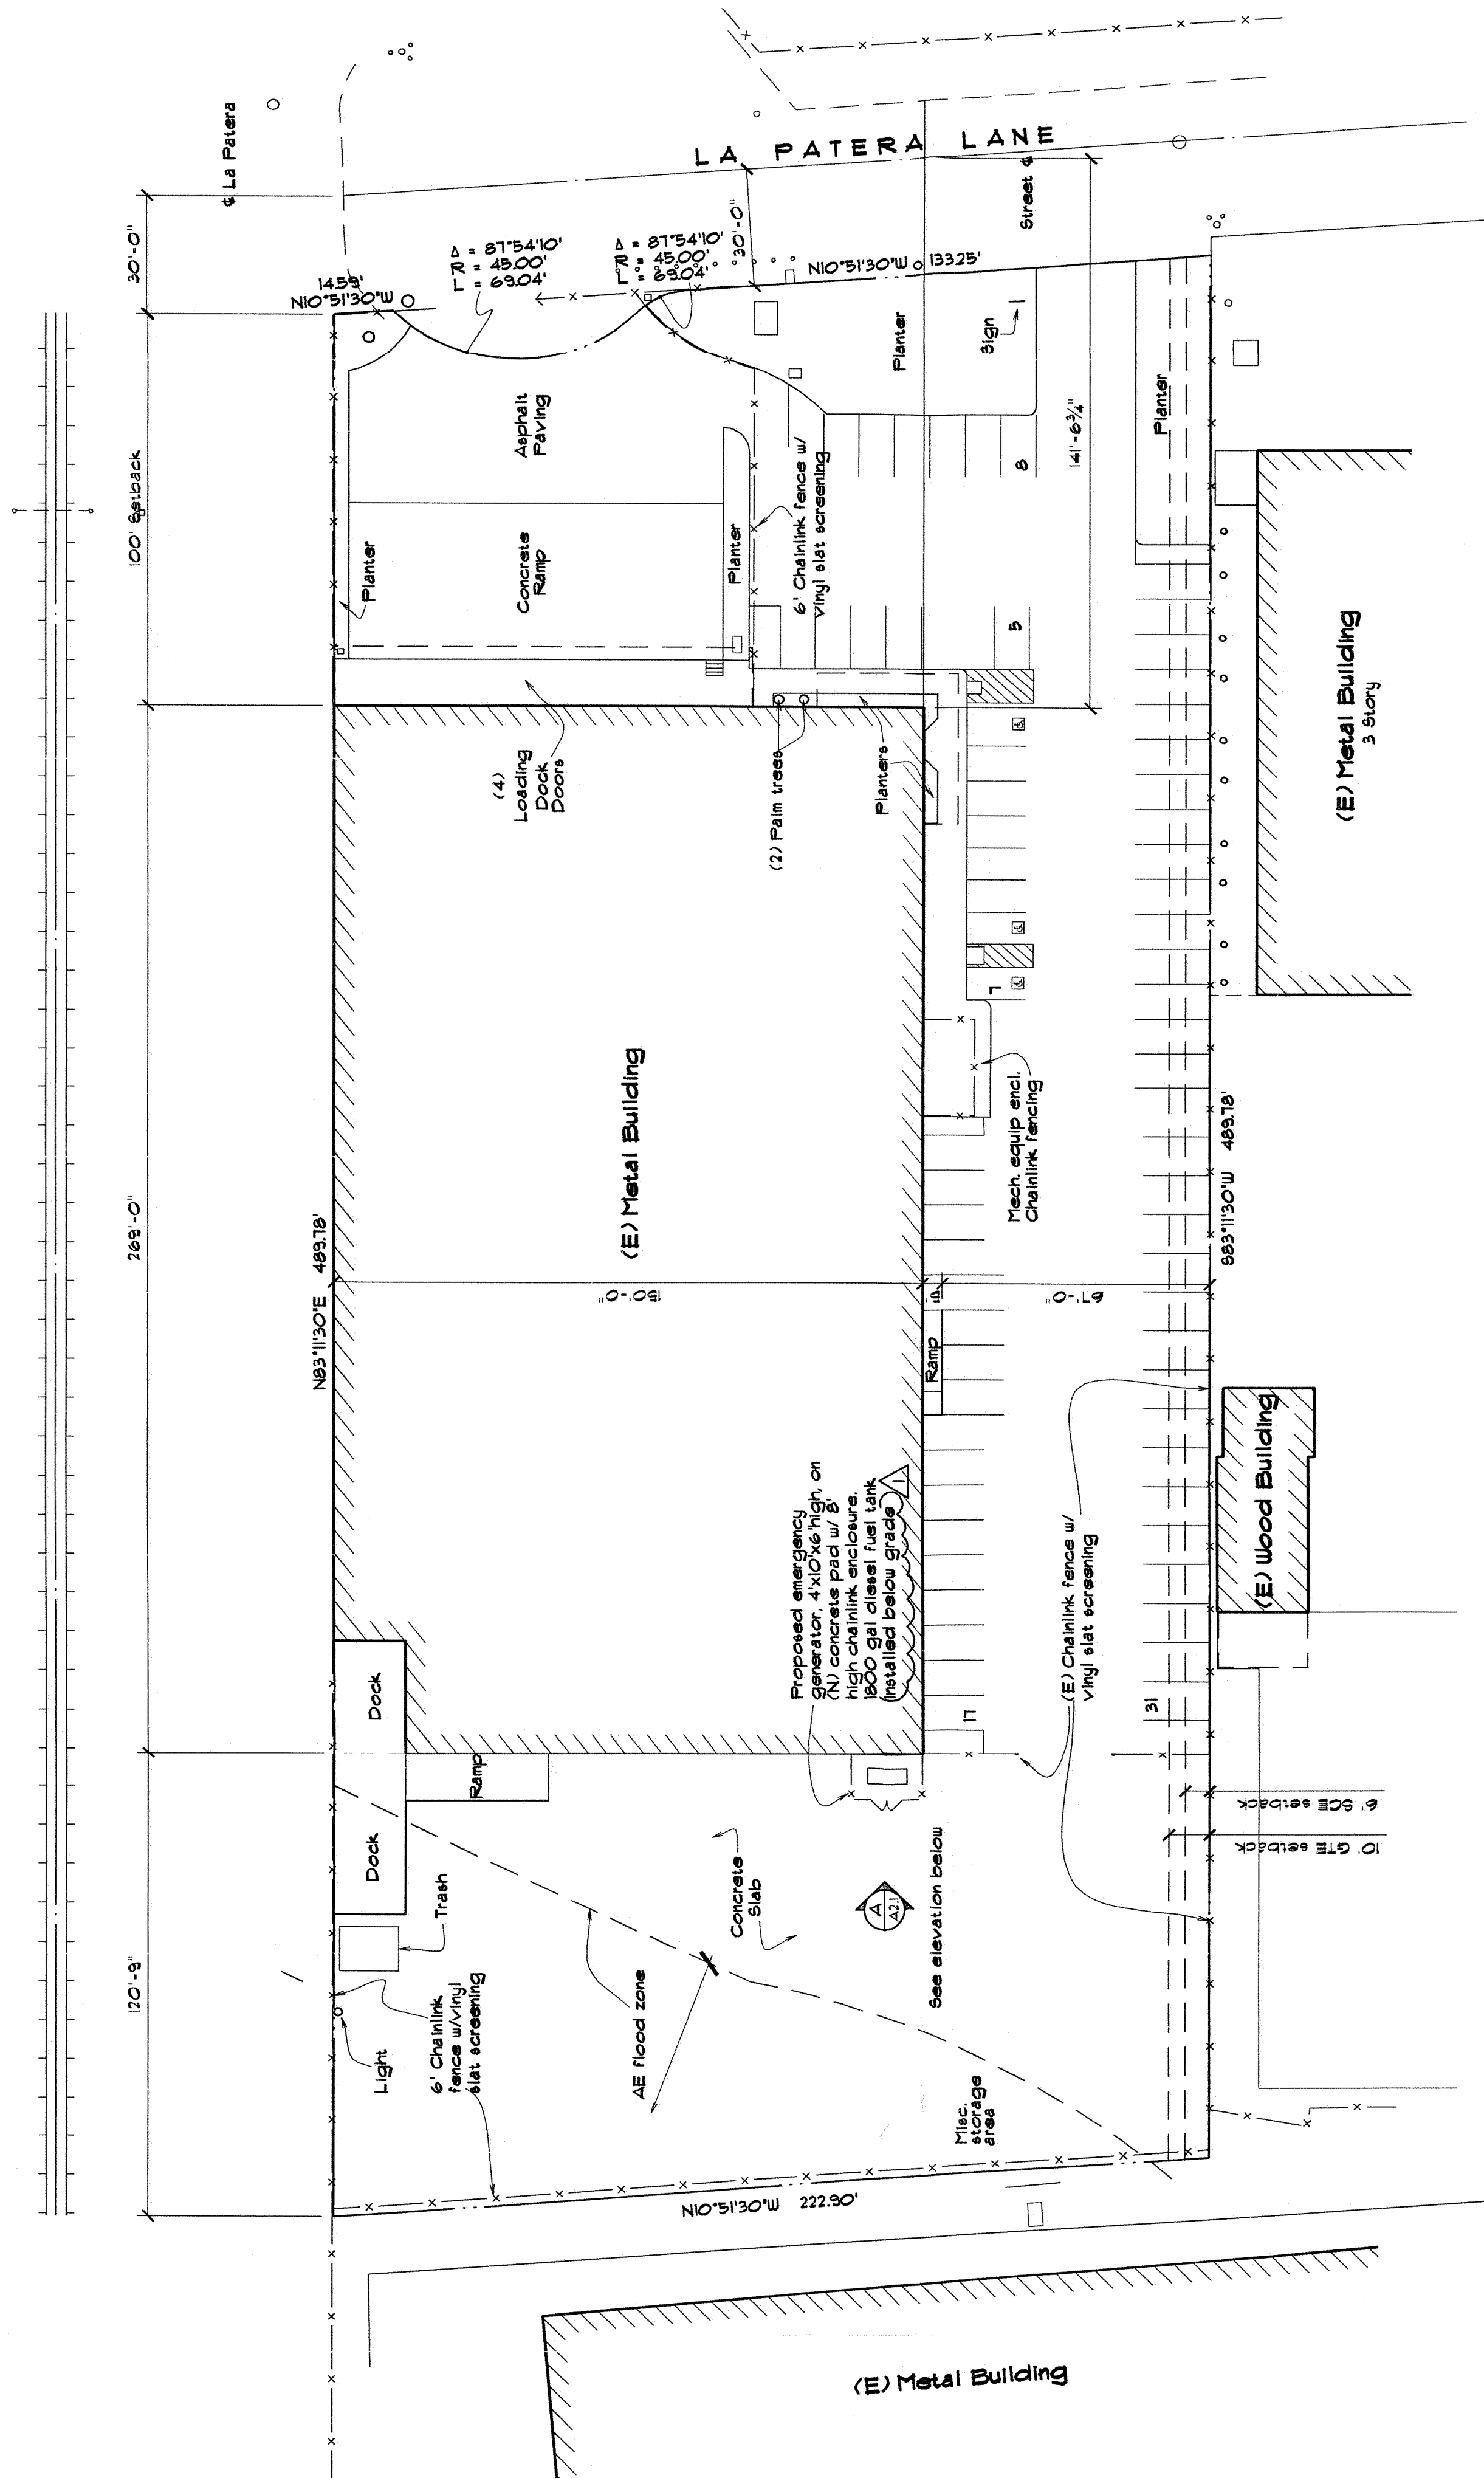 ℄ La Patera
LA PATERA LANE
Street ℄
30'-0"
14.59'
N10°51'30"W
Δ = 87°54'10'
R = 45.00'
L = 69.04'
Δ = 87°54'10'
R = 45.00'
L = 69.04'
30'-0"
N10°51'30"W 133.25'
100' Setback
Planter
Asphalt
Paving
Concrete
Ramp
Planter
6' Chainlink fence w/
vinyl slat screening
Planter
Sign
8
5
141'-6¾"
Planter
(4)
Loading
Dock
Doors
(2) Palm trees
Planters
7
(E) Metal Building
3 Story
269'-0"
N83°11'30"E 489.78'
(E) Metal Building
150'-0"
67'-0"
Mech. equip encl.
Chainlink fencing
S83°11'30"W 489.78'
Ramp
Proposed emergency
generator, 4'x10'x6' high, on
(N) concrete pad w/ 8'
high chainlink enclosure.
1800 gal diesel fuel tank
installed below grade
1
17
(E) Chainlink fence w/
vinyl slat screening
31
(E) Wood Building
Dock
Ramp
Dock
Trash
6' SCE setback
10' GTE setback
120'-9"
Light
6' Chainlink
fence w/vinyl
slat screening
AE flood zone
Concrete
Slab
A
A2.1
See elevation below
Misc.
storage
area
N10°51'30"W 222.90'
(E) Metal Building